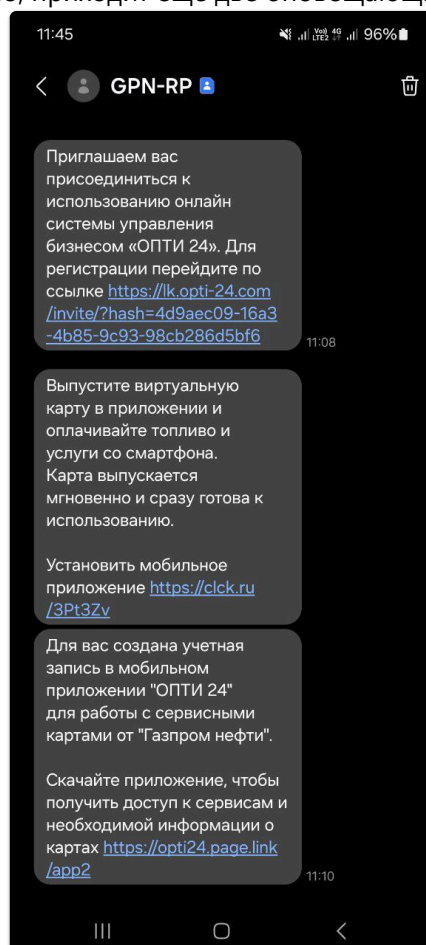 11:45
Vo) 4G
LTE2
96%
GPN-RP
Приглашаем вас
присоединиться к
использованию онлайн
системы управления
бизнесом «ОПТИ 24». Для
регистрации перейдите по
ссылке https://lk.opti-24.com
/invite/?hash=4d9aec09-16a3
-4b85-9c93-98cb286d5bf6
11:08
Выпустите виртуальную
карту в приложении и
оплачивайте топливо и
услуги со смартфона.
Карта выпускается
мгновенно и сразу готова к
использованию.
Установить мобильное
приложение https://clck.ru
/3Pt3Zv
Для вас создана учетная
запись в мобильном
приложении "ОПТИ 24"
для работы с сервисными
картами от "Газпром нефти".
Скачайте приложение, чтобы
получить доступ к сервисам и
необходимой информации о
картах https://opti24.page.link
/app2
11:10